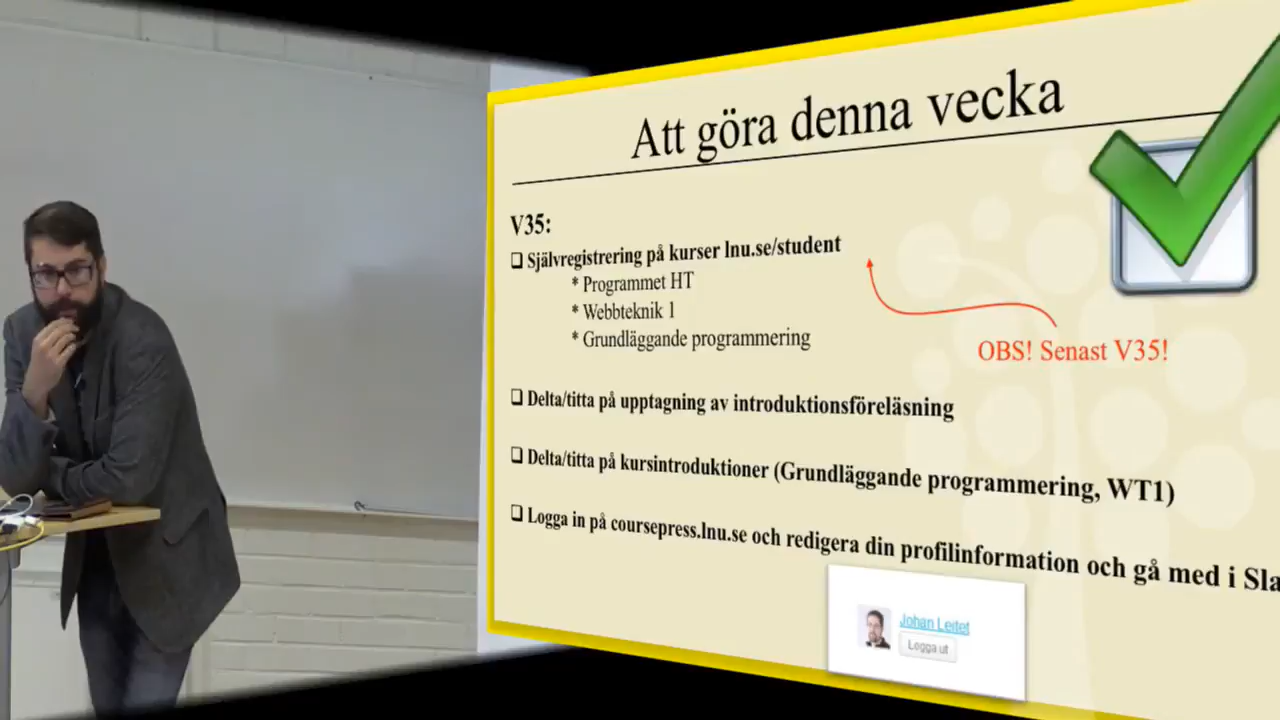 Att göra denna vecka
V35:
❑ Självregistrering på kurser lnu.se/student
* Programmet HT
* Webbteknik 1
* Grundläggande programmering
OBS! Senast V35!
❑ Delta/titta på upptagning av introduktionsföreläsning
❑ Delta/titta på kursintroduktioner (Grundläggande programmering, WT1)
❑ Logga in på coursepress.lnu.se och redigera din profilinformation och gå med i Sla
Johan Leitet
Logga ut